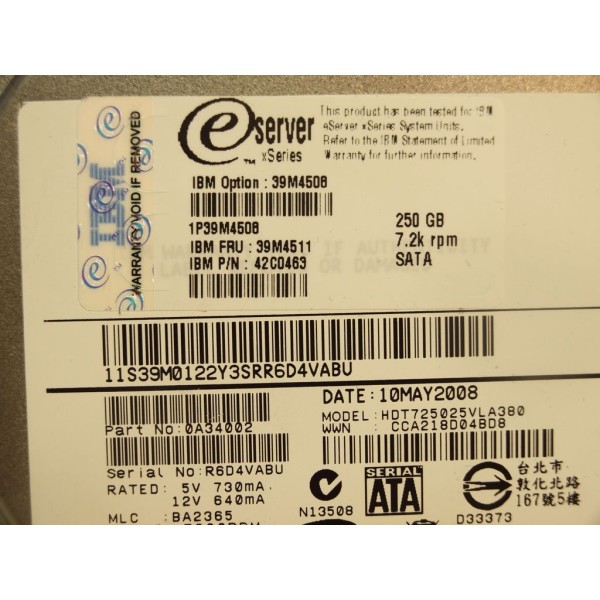 eserver
™ xSeries
This product has been tested for IBM
eServer xSeries System Units.
Refer to the IBM Statement of Limited
Warranty for further information.
IBM
WARRANTY VOID IF REMOVED
IBM Option : 39M4508
1P39M4508
IBM FRU : 39M4511
IBM P/N : 42C0463
250 GB
7.2k rpm
SATA
11S39M0122Y3SRR6D4VABU
DATE: 10MAY2008
MODEL: HDT725025VLA380
WWN : CCA218D04BD8
Part No: 0A34002
Serial No: R6D4VABU
RATED: 5V 730mA
12V 640mA
MLC : BA2365
N13508
SERIAL
ATA
D33373
台北市
敦化北路
167號5樓